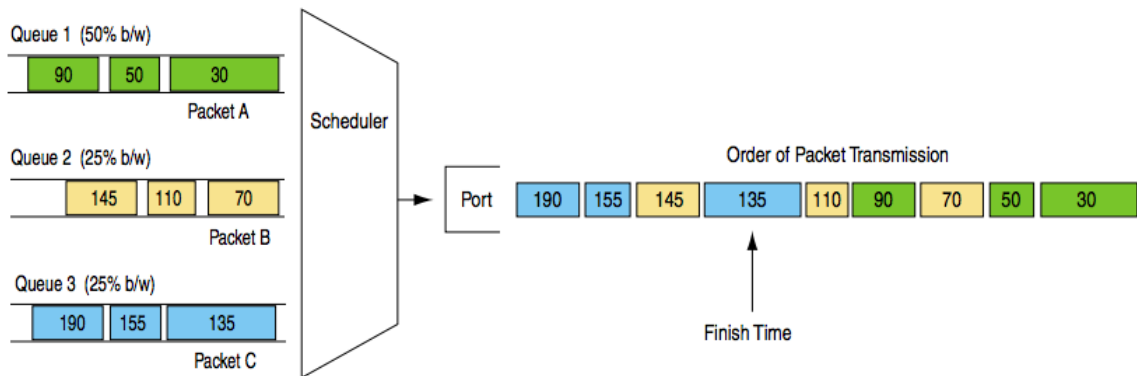 Queue 1 (50% b/w)
90 50 30
Packet A
Scheduler
Queue 2 (25% b/w)
145 110 70
Packet B
Queue 3 (25% b/w)
190 155 135
Packet C
Order of Packet Transmission
Port 190 155 145 135 110 90 70 50 30
Finish Time